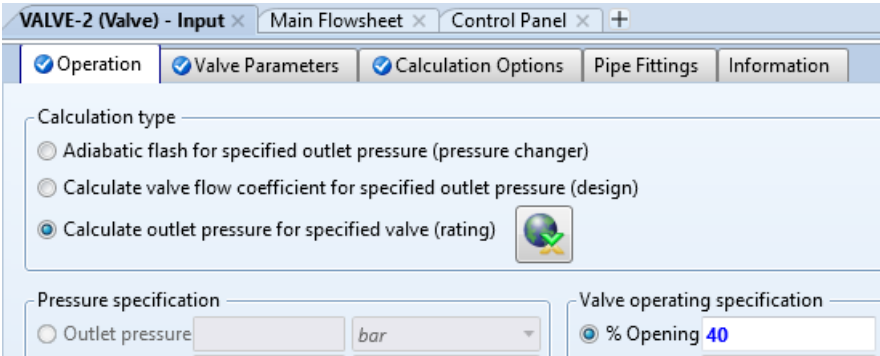 VALVE-2 (Valve) - Input × Main Flowsheet × Control Panel × +
Operation Valve Parameters Calculation Options Pipe Fittings Information
Calculation type
Adiabatic flash for specified outlet pressure (pressure changer)
Calculate valve flow coefficient for specified outlet pressure (design)
Calculate outlet pressure for specified valve (rating)
Pressure specification Valve operating specification
Outlet pressure bar % Opening 40